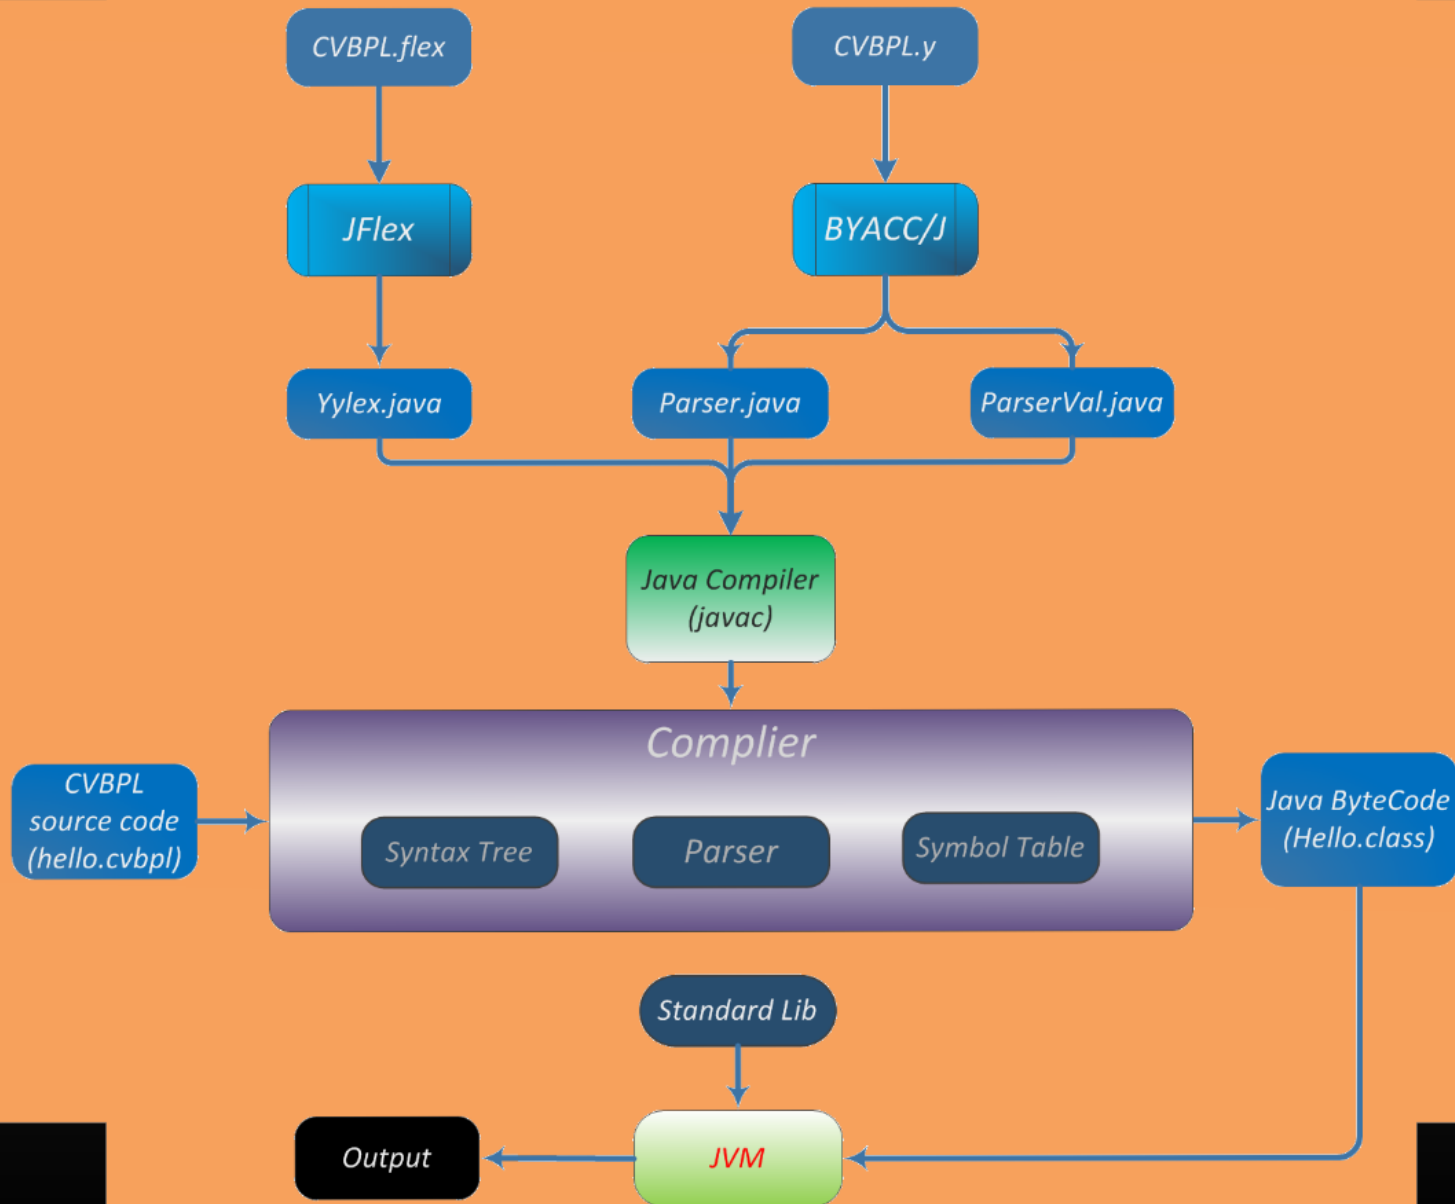 CVBPL.flex
CVBPL.y
JFlex
BYACC/J
Yylex.java
Parser.java
ParserVal.java
Java Compiler
(javac)
Complier
CVBPL
source code
(hello.cvbpl)
Syntax Tree
Parser
Symbol Table
Java ByteCode
(Hello.class)
Standard Lib
Output
JVM